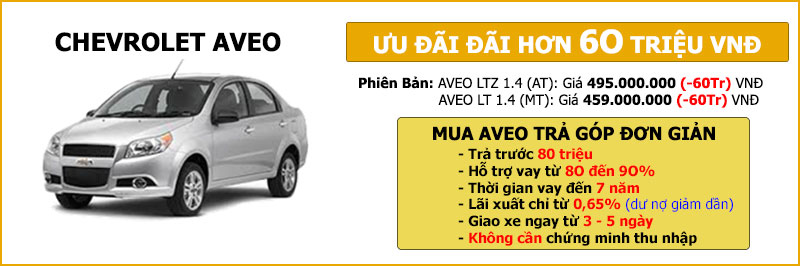 CHEVROLET AVEO
ƯU ĐÃI ĐÃI HƠN 60 TRIỆU VNĐ
Phiên Bản: AVEO LTZ 1.4 (AT): Giá 495.000.000 (-60Tr) VNĐ
AVEO LT 1.4 (MT): Giá 459.000.000 (-60Tr) VNĐ
MUA AVEO TRẢ GÓP ĐƠN GIẢN
- Trả trước 80 triệu
- Hỗ trợ vay từ 80 đến 90%
- Thời gian vay đến 7 năm
- Lãi xuất chỉ từ 0,65% (dư nợ giảm dần)
- Giao xe ngay từ 3 - 5 ngày
- Không cần chứng minh thu nhập